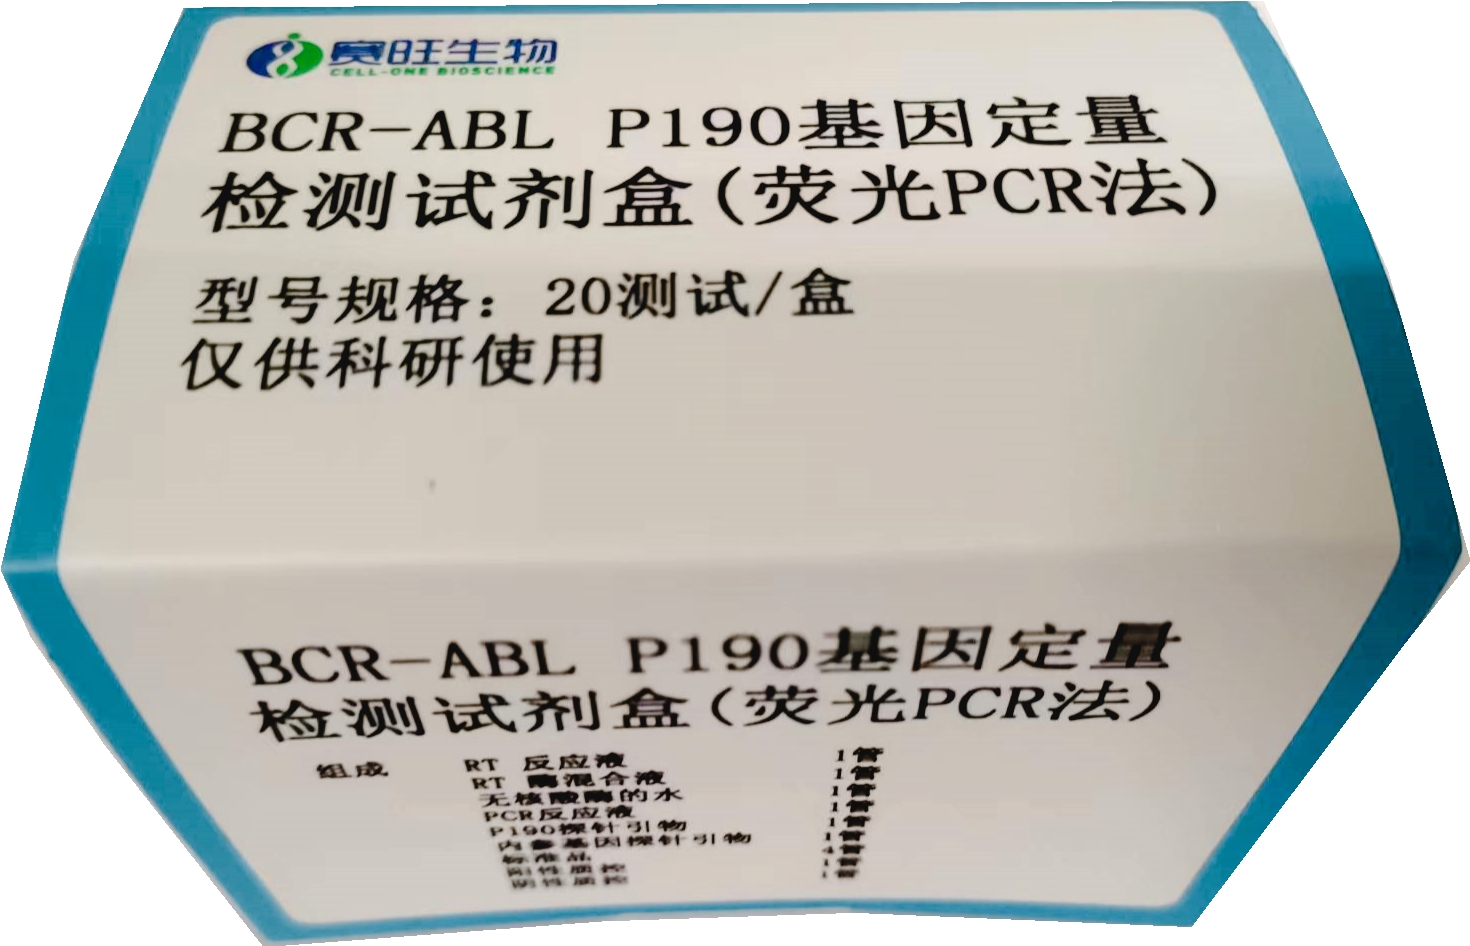 赛旺生物
CELL-ONE BIOSCIENCE
BCR-ABL P190基因定量
检测试剂盒(荧光PCR法)
型号规格：20测试/盒
仅供科研使用
BCR-ABL P190基因定量
检测试剂盒(荧光PCR法)
组成 RT 反应液 1管
RT 酶混合液 1管
无核酸酶的水 1管
PCR反应液 1管
P190探针引物 1管
内参基因探针引物 1管
标准品 4管
阳性质控 1管
阴性质控 1管